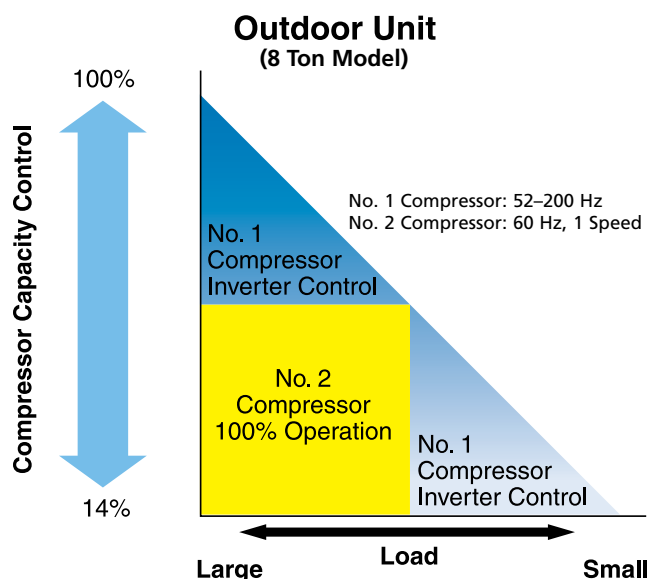 Outdoor Unit
(8 Ton Model)
100%
Compressor Capacity Control
14%
No. 1 Compressor: 52–200 Hz
No. 2 Compressor: 60 Hz, 1 Speed
No. 1
Compressor
Inverter Control
No. 2
Compressor
100% Operation
No. 1
Compressor
Inverter Control
Large
Load
Small